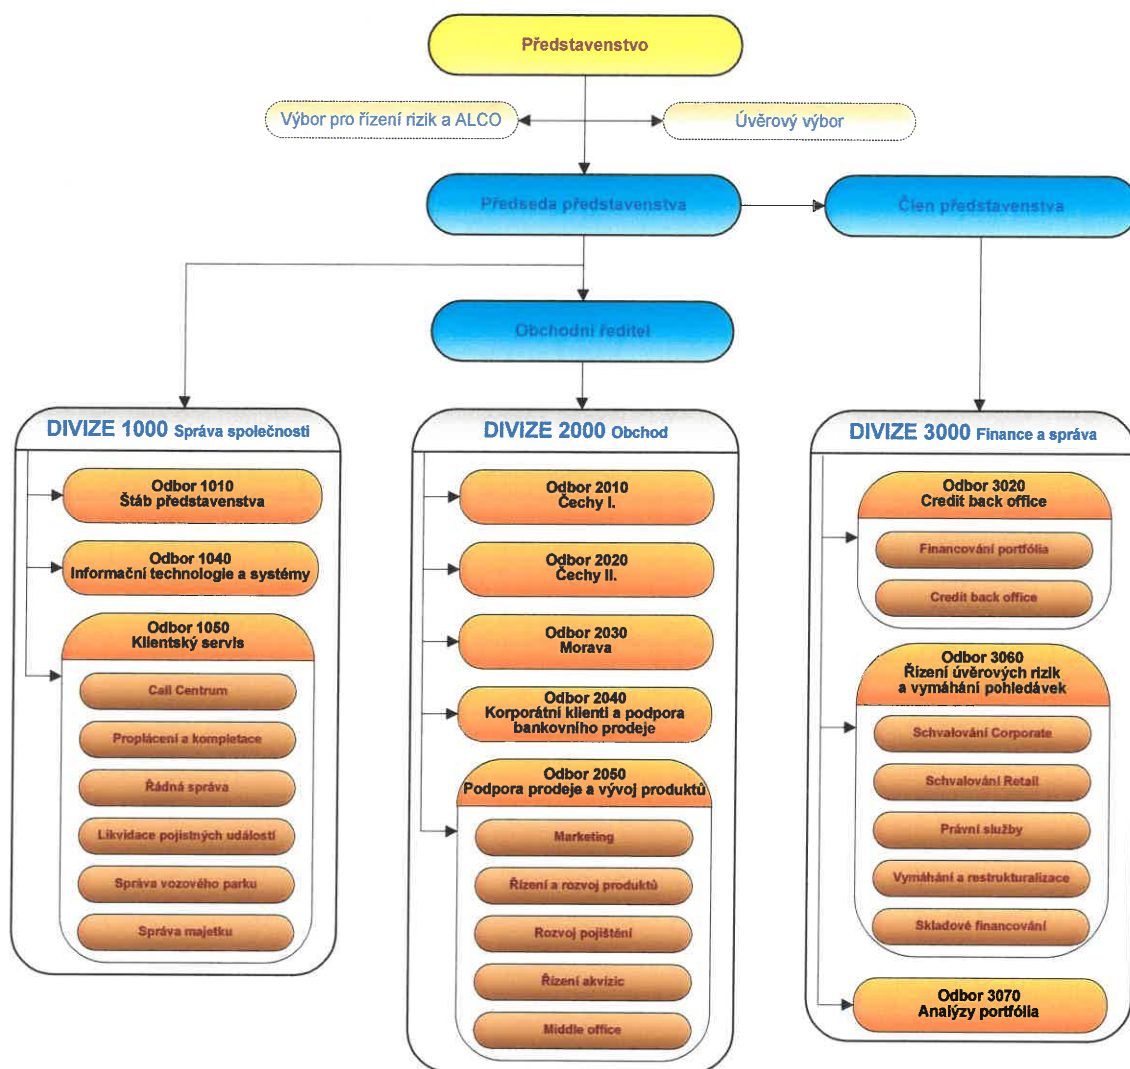 Představenstvo
Výbor pro řízení rizik a ALCO
Úvěrový výbor
Předseda představenstva
Člen představenstva
Obchodní ředitel
DIVIZE 1000 Správa společnosti
Odbor 1010
Štáb představenstva
Odbor 1040
Informační technologie a systémy
Odbor 1050
Klientský servis
Call Centrum
Proplácení a kompletace
Řádná správa
Likvidace pojistných událostí
Správa vozového parku
Správa majetku
DIVIZE 2000 Obchod
Odbor 2010
Čechy I.
Odbor 2020
Čechy II.
Odbor 2030
Morava
Odbor 2040
Korporátní klienti a podpora
bankovního prodeje
Odbor 2050
Podpora prodeje a vývoj produktů
Marketing
Řízení a rozvoj produktů
Rozvoj pojištění
Řízení akvizic
Middle office
DIVIZE 3000 Finance a správa
Odbor 3020
Credit back office
Financování portfólia
Credit back office
Odbor 3060
Řízení úvěrových rizik
a vymáhání pohledávek
Schvalování Corporate
Schvalování Retail
Právní služby
Vymáhání a restrukturalizace
Skladové financování
Odbor 3070
Analýzy portfólia